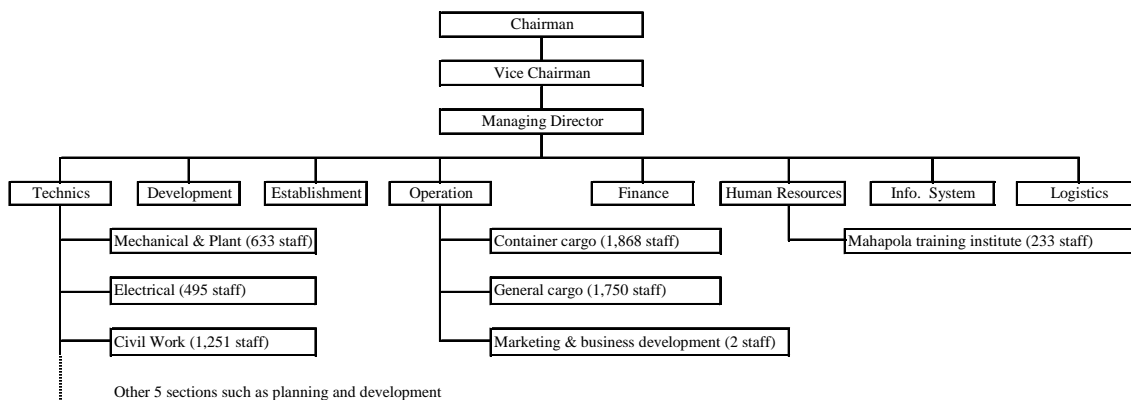 Chairman
Vice Chairman
Managing Director
Technics
Development
Establishment
Operation
Finance
Human Resources
Info. System
Logistics
Mechanical & Plant (633 staff)
Container cargo (1,868 staff)
Mahapola training institute (233 staff)
Electrical (495 staff)
General cargo (1,750 staff)
Civil Work (1,251 staff)
Marketing & business development (2 staff)
Other 5 sections such as planning and development